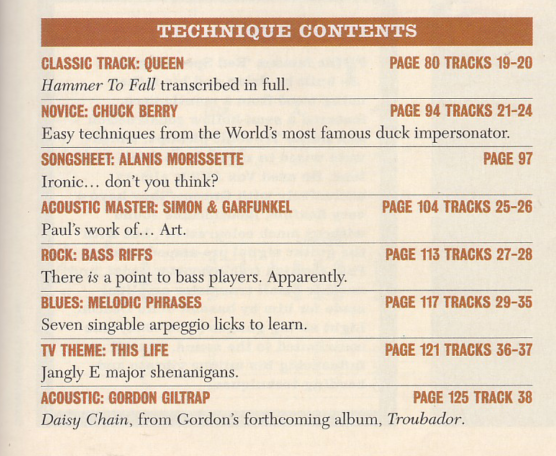 TECHNIQUE CONTENTS
CLASSIC TRACK: QUEEN PAGE 80 TRACKS 19-20
Hammer To Fall transcribed in full.
NOVICE: CHUCK BERRY PAGE 94 TRACKS 21-24
Easy techniques from the World's most famous duck impersonator.
SONGSHEET: ALANIS MORISSETTE PAGE 97
Ironic... don't you think?
ACOUSTIC MASTER: SIMON & GARFUNKEL PAGE 104 TRACKS 25-26
Paul's work of... Art.
ROCK: BASS RIFFS PAGE 113 TRACKS 27-28
There is a point to bass players. Apparently.
BLUES: MELODIC PHRASES PAGE 117 TRACKS 29-35
Seven singable arpeggio licks to learn.
TV THEME: THIS LIFE PAGE 121 TRACKS 36-37
Jangly E major shenanigans.
ACOUSTIC: GORDON GILTRAP PAGE 125 TRACK 38
Daisy Chain, from Gordon's forthcoming album, Troubador.